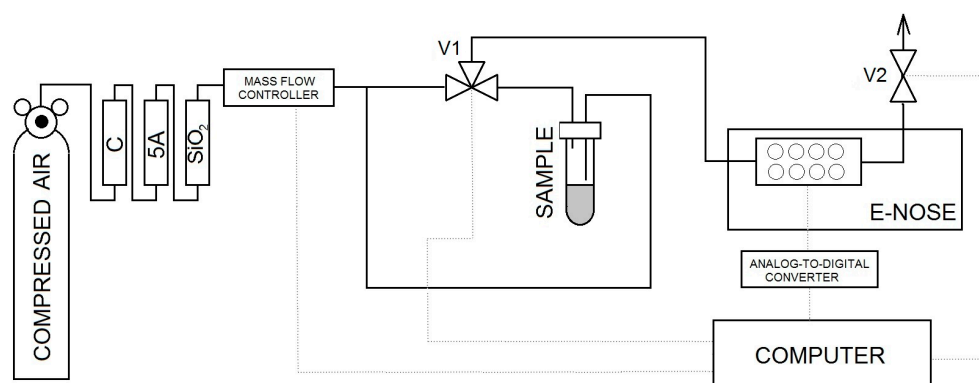 COMPRESSED AIR
C
5A
SiO₂
MASS FLOW
CONTROLLER
V1
SAMPLE
V2
E-NOSE
ANALOG-TO-DIGITAL
CONVERTER
COMPUTER